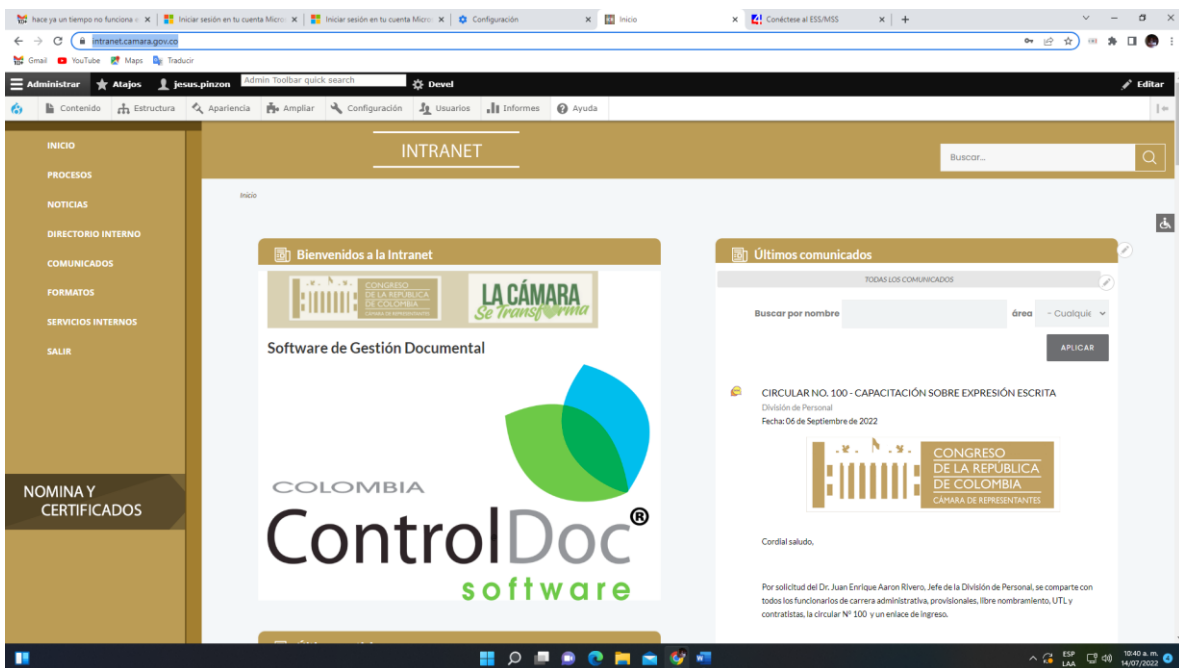 hace ya un tiempo no funciona e
Iniciar sesión en tu cuenta Micro
Iniciar sesión en tu cuenta Micro
Configuración
Inicio
Conéctese al ESS/MSS
intranet.camara.gov.co
Gmail YouTube Maps Traducir
Administrar Atajos jesus.pinzon Admin Toolbar quick search Devel Editar
Contenido Estructura Apariencia Ampliar Configuración Usuarios Informes Ayuda
INICIO
PROCESOS
NOTICIAS
DIRECTORIO INTERNO
COMUNICADOS
FORMATOS
SERVICIOS INTERNOS
SALIR
NOMINA Y
CERTIFICADOS
INTRANET
Buscar...
Inicio
Bienvenidos a la Intranet
CONGRESO
DE LA REPÚBLICA
DE COLOMBIA
CÁMARA DE REPRESENTANTES
LA CÁMARA
Se Transforma
Software de Gestión Documental
COLOMBIA
ControlDoc®
software
Últimos comunicados
TODAS LOS COMUNICADOS
Buscar por nombre área - Cualquie
APLICAR
CIRCULAR NO. 100 - CAPACITACIÓN SOBRE EXPRESIÓN ESCRITA
División de Personal
Fecha: 06 de Septiembre de 2022
CONGRESO
DE LA REPÚBLICA
DE COLOMBIA
CÁMARA DE REPRESENTANTES
Cordial saludo,
Por solicitud del Dr. Juan Enrique Aaron Rivero, Jefe de la División de Personal, se comparte con
todos los funcionarios de carrera administrativa, provisionales, libre nombramiento, UTL y
contratistas, la circular Nº 100 y un enlace de ingreso.
ESP
LAA
10:40 a. m.
14/07/2022